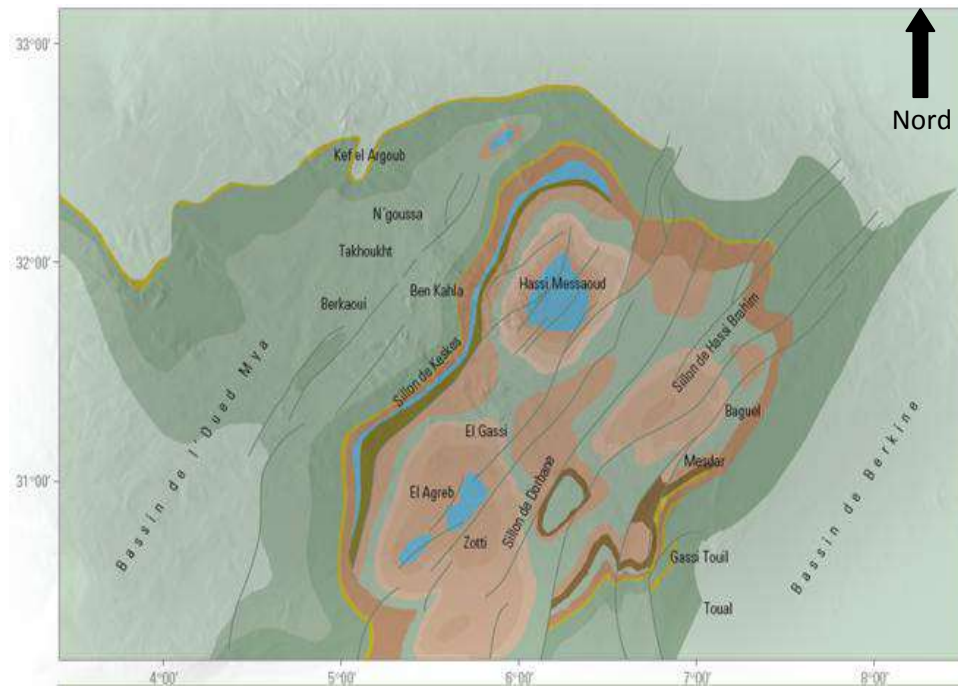 33°00'
Nord
Kef el Argoub
N'goussa
32°00'
Takhoukht
Ben Kahla
Hassi Messaoud
Berkaoui
Sillon de Hassi Brahim
Sillon de Keskes
Bassin de l'Oued Mya
Baguel
El Gassi
Bassin de Berkine
Mesdar
31°00'
El Agreb
Sillon de Dorbane
Zotti
Gassi Touil
Toual
4°00'
5°00'
6°00'
7°00'
8°00'